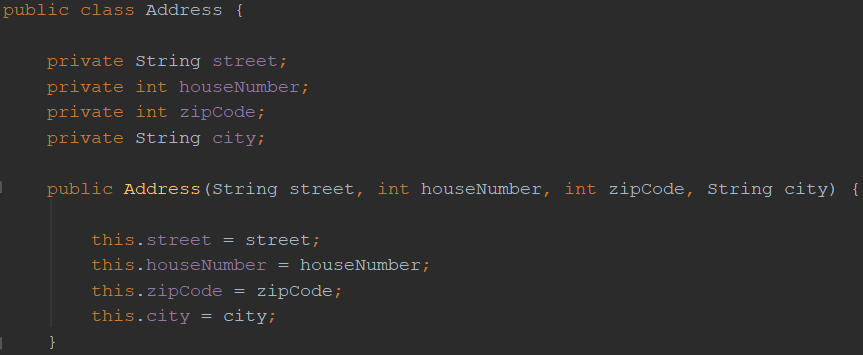 public class Address {
private String street;
private int houseNumber;
private int zipCode;
private String city;
public Address(String street, int houseNumber, int zipCode, String city) {
this.street = street;
this.houseNumber = houseNumber;
this.zipCode = zipCode;
this.city = city;
}